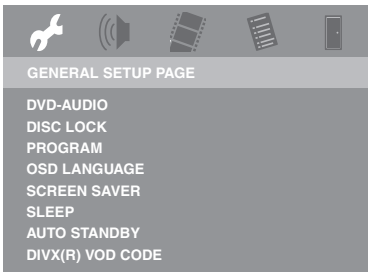 GENERAL SETUP PAGE
DVD-AUDIO
DISC LOCK
PROGRAM
OSD LANGUAGE
SCREEN SAVER
SLEEP
AUTO STANDBY
DIVX(R) VOD CODE